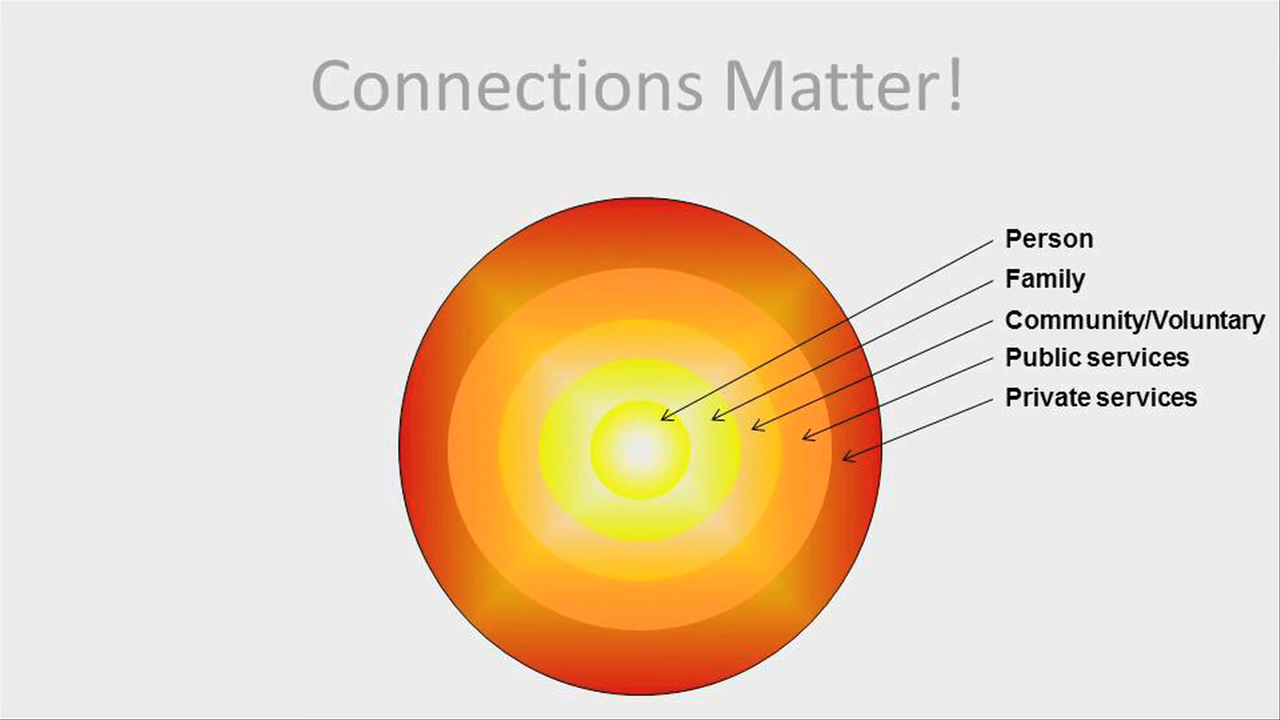 Connections Matter!
Person
Family
Community/Voluntary
Public services
Private services